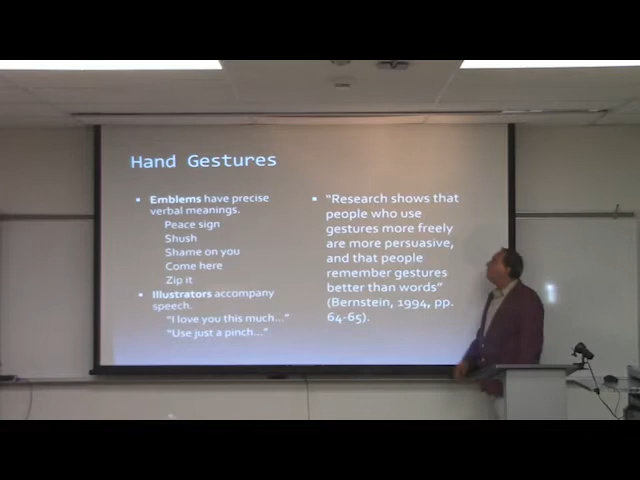 Hand Gestures
▪ Emblems have precise
verbal meanings.
Peace sign
Shush
Shame on you
Come here
Zip it
▪ Illustrators accompany
speech.
"I love you this much..."
"Use just a pinch..."
▪ "Research shows that
people who use
gestures more freely
are more persuasive,
and that people
remember gestures
better than words"
(Bernstein, 1994, pp.
64-65).